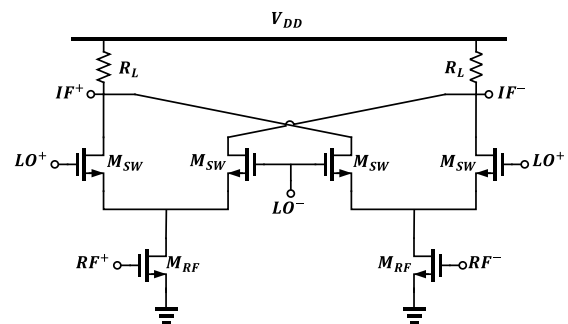 V_DD
R_L R_L
IF⁺ IF⁻
LO⁺ M_SW M_SW M_SW M_SW LO⁺
LO⁻
RF⁺ M_RF M_RF RF⁻